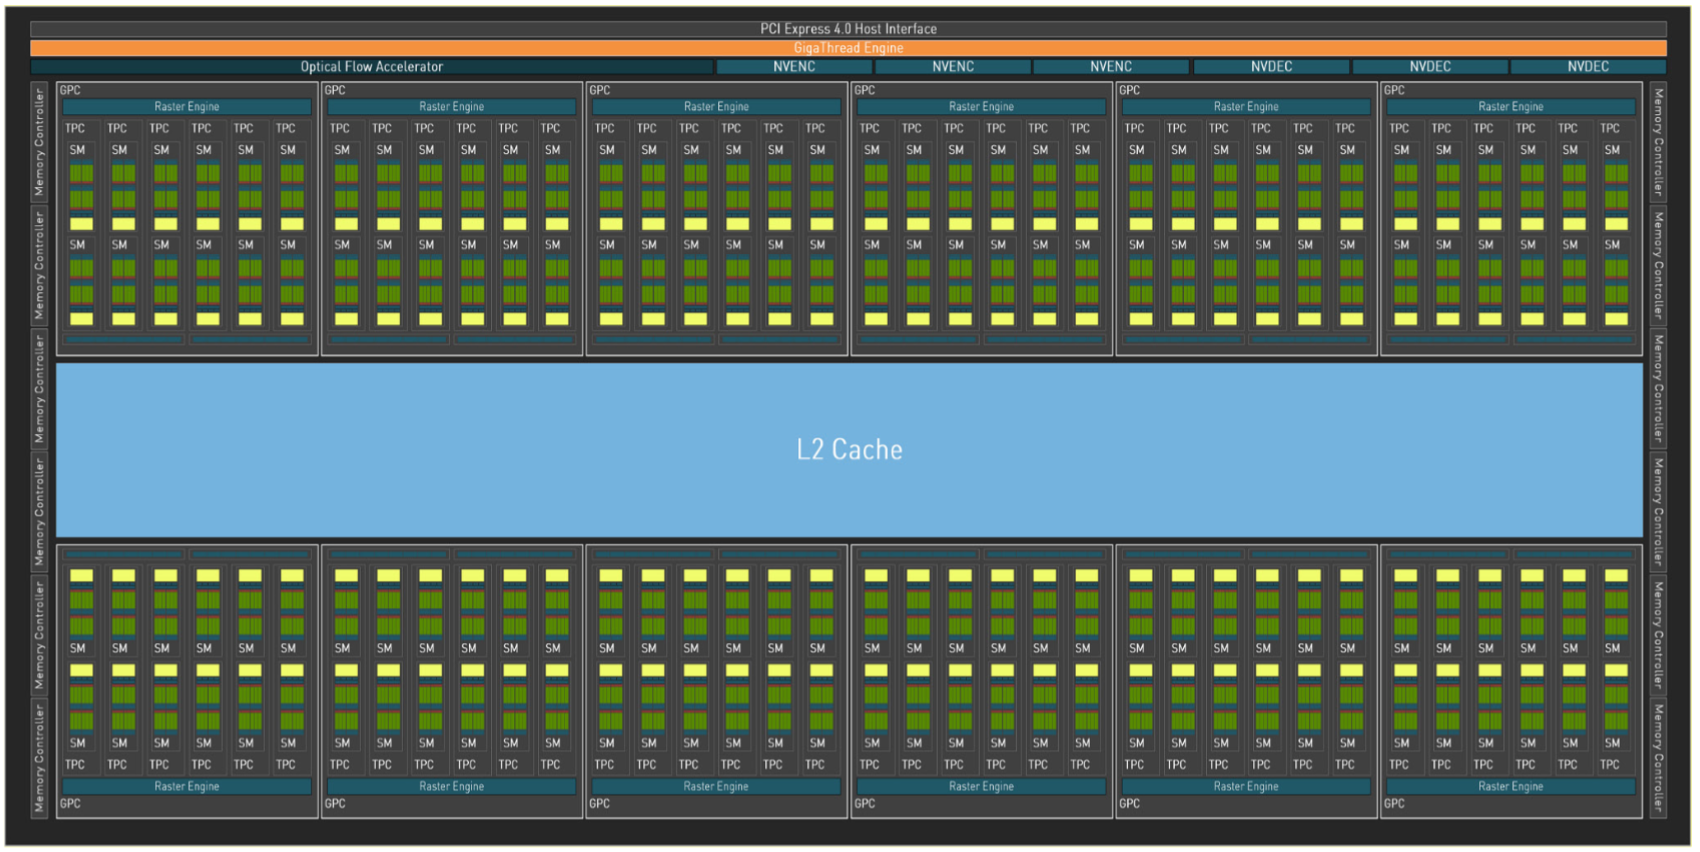 PCI Express 4.0 Host Interface
GigaThread Engine
Optical Flow Accelerator NVENC NVENC NVENC NVDEC NVDEC NVDEC
GPC GPC GPC GPC GPC GPC
Raster Engine Raster Engine Raster Engine Raster Engine Raster Engine Raster Engine
TPC TPC TPC TPC TPC TPC TPC TPC TPC TPC TPC TPC TPC TPC TPC TPC TPC TPC TPC TPC TPC TPC TPC TPC TPC TPC TPC TPC TPC TPC TPC TPC TPC TPC TPC TPC
SM SM SM SM SM SM SM SM SM SM SM SM SM SM SM SM SM SM SM SM SM SM SM SM SM SM SM SM SM SM SM SM SM SM SM SM
SM SM SM SM SM SM SM SM SM SM SM SM SM SM SM SM SM SM SM SM SM SM SM SM SM SM SM SM SM SM SM SM SM SM SM SM
L2 Cache
SM SM SM SM SM SM SM SM SM SM SM SM SM SM SM SM SM SM SM SM SM SM SM SM SM SM SM SM SM SM SM SM SM SM SM SM
SM SM SM SM SM SM SM SM SM SM SM SM SM SM SM SM SM SM SM SM SM SM SM SM SM SM SM SM SM SM SM SM SM SM SM SM
TPC TPC TPC TPC TPC TPC TPC TPC TPC TPC TPC TPC TPC TPC TPC TPC TPC TPC TPC TPC TPC TPC TPC TPC TPC TPC TPC TPC TPC TPC TPC TPC TPC TPC TPC TPC
Raster Engine Raster Engine Raster Engine Raster Engine Raster Engine Raster Engine
GPC GPC GPC GPC GPC GPC
Memory Controller
Memory Controller
Memory Controller
Memory Controller
Memory Controller
Memory Controller
Memory Controller
Memory Controller
Memory Controller
Memory Controller
Memory Controller
Memory Controller